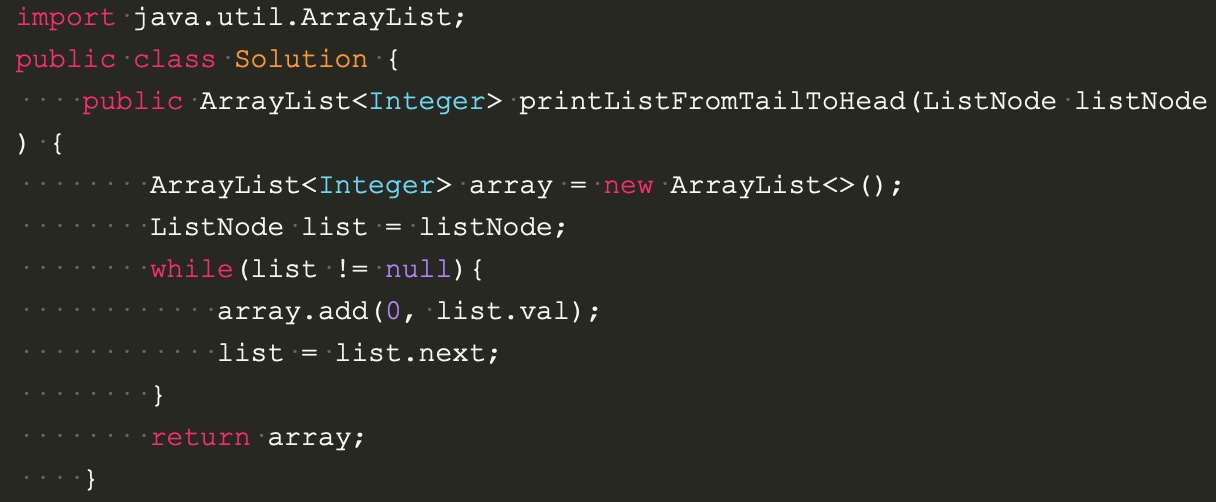 import java.util.ArrayList;
public class Solution {
    public ArrayList<Integer> printListFromTailToHead(ListNode listNode
) {
        ArrayList<Integer> array = new ArrayList<>();
        ListNode list = listNode;
        while(list != null){
            array.add(0, list.val);
            list = list.next;
        }
        return array;
    }